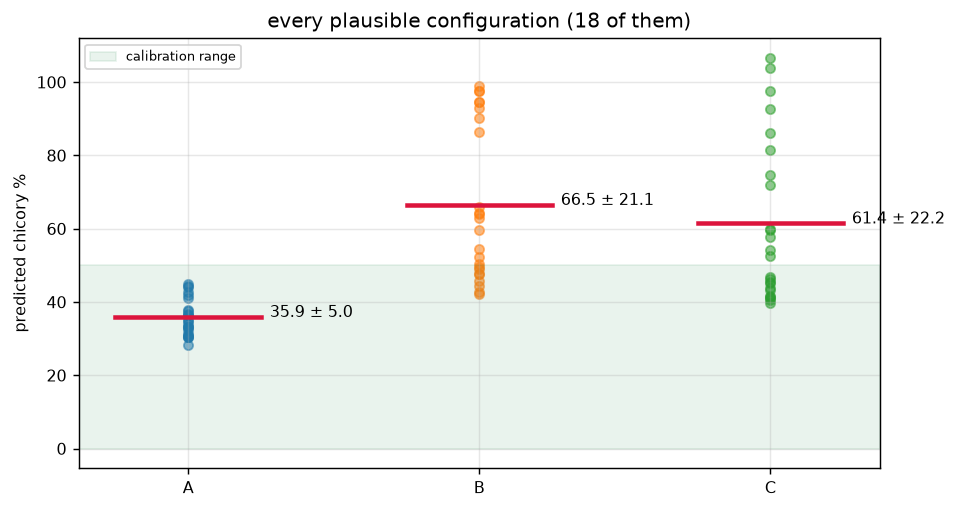 every plausible configuration (18 of them)
calibration range
predicted chicory %
100
80
60
40
20
0
35.9 ± 5.0
66.5 ± 21.1
61.4 ± 22.2
A
B
C